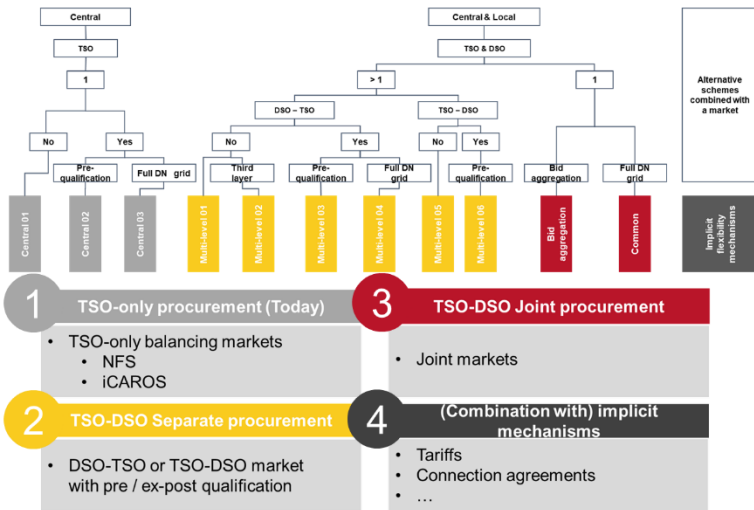 Central
Central & Local
TSO
TSO & DSO
1
> 1
1
Alternative
schemes
combined with
a market
DSO – TSO
TSO – DSO
No
Yes
No
Yes
No
Yes
Pre-
qualification
Full DN grid
Third
layer
Pre-
qualification
Full DN
grid
Pre-
qualification
Bid
aggregation
Full DN
grid
Central 01
Central 02
Central 03
Multi-level 01
Multi-level 02
Multi-level 03
Multi-level 04
Multi-level 05
Multi-level 06
Bid
aggregation
Common
Implicit
flexibility
mechanisms
1
TSO-only procurement (Today)
• TSO-only balancing markets
• NFS
• iCAROS
3
TSO-DSO Joint procurement
• Joint markets
2
TSO-DSO Separate procurement
• DSO-TSO or TSO-DSO market
with pre / ex-post qualification
4
(Combination with) implicit
mechanisms
• Tariffs
• Connection agreements
• …